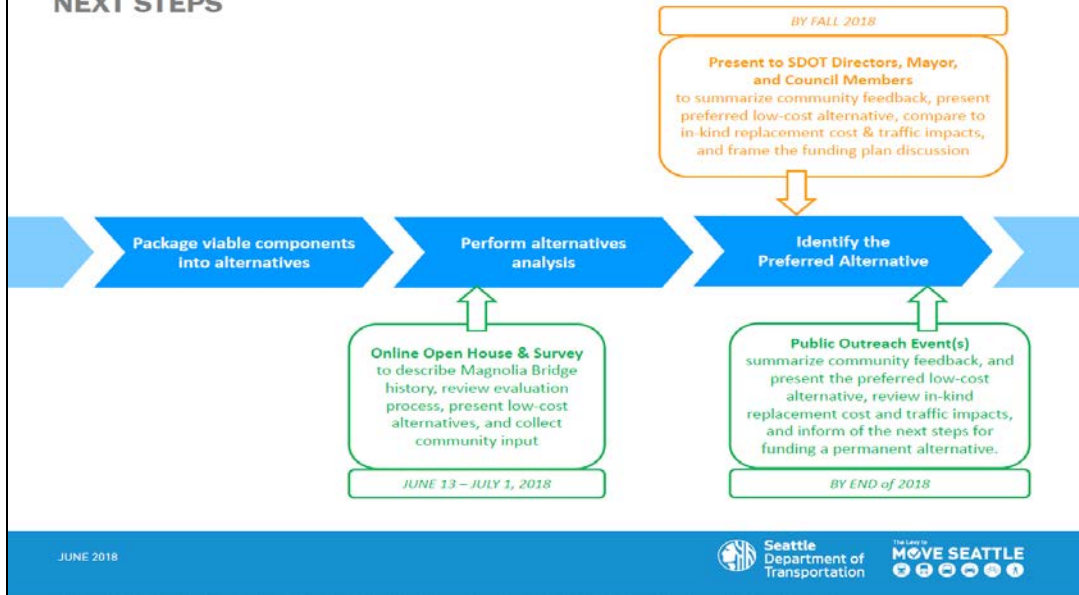 NEXT STEPS
BY FALL 2018
Present to SDOT Directors, Mayor,
and Council Members
to summarize community feedback, present
preferred low-cost alternative, compare to
in-kind replacement cost & traffic impacts,
and frame the funding plan discussion
Package viable components
into alternatives
Perform alternatives
analysis
Identify the
Preferred Alternative
Online Open House & Survey
to describe Magnolia Bridge
history, review evaluation
process, present low-cost
alternatives, and collect
community input
JUNE 13 – JULY 1, 2018
Public Outreach Event(s)
summarize community feedback, and
present the preferred low-cost
alternative, review in-kind
replacement cost and traffic impacts,
and inform of the next steps for
funding a permanent alternative.
BY END of 2018
JUNE 2018
Seattle
Department of
Transportation
The Levy to
MOVE SEATTLE